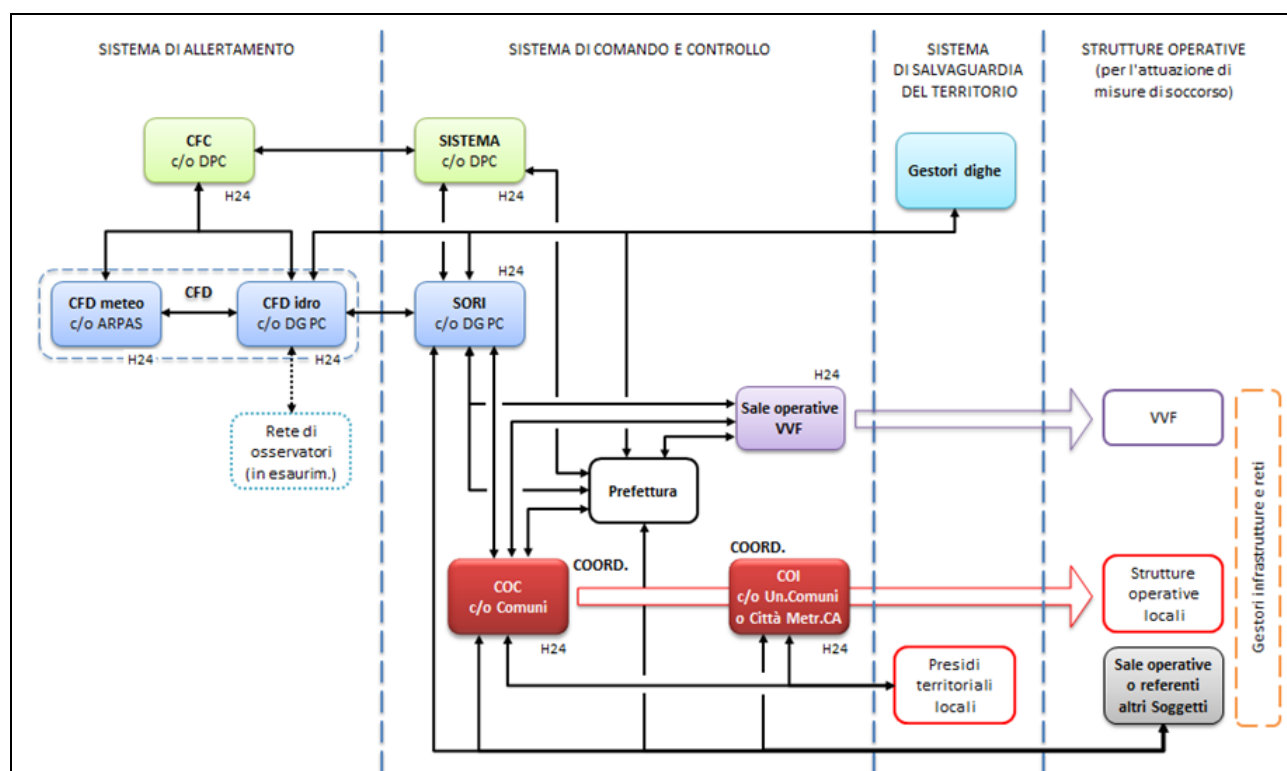 SISTEMA DI ALLERTAMENTO
SISTEMA DI COMANDO E CONTROLLO
SISTEMA
DI SALVAGUARDIA
DEL TERRITORIO
STRUTTURE OPERATIVE
(per l'attuazione di
misure di soccorso)
CFC
c/o DPC
H24
SISTEMA
c/o DPC
H24
Gestori dighe
CFD meteo
c/o ARPAS
H24
CFD
CFD idro
c/o DG PC
H24
H24
SORI
c/o DG PC
Rete di
osservatori
(in esaurim.)
H24
Sale operative
VVF
VVF
Prefettura
COC
c/o Comuni
H24
COORD.
COORD.
COI
c/o Un.Comuni
o Città Metr.CA
H24
Strutture
operative
locali
Presidi
territoriali
locali
Sale operative
o referenti
altri Soggetti
Gestori infrastrutture e reti